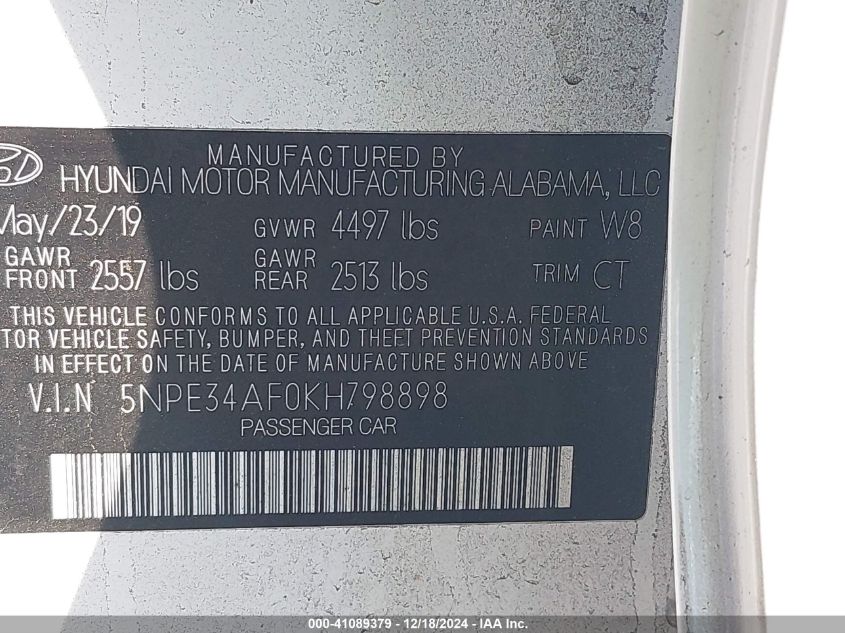 MANUFACTURED BY
HYUNDAI MOTOR MANUFACTURING ALABAMA, LLC
May/23/19 GVWR 4497 lbs PAINT W8
GAWR FRONT 2557 lbs GAWR REAR 2513 lbs TRIM CT
THIS VEHICLE CONFORMS TO ALL APPLICABLE U.S.A. FEDERAL
TOR VEHICLE SAFETY, BUMPER, AND THEFT PREVENTION STANDARDS
IN EFFECT ON THE DATE OF MANUFACTURE SHOWN ABOVE
V.I.N 5NPE34AF0KH798898
PASSENGER CAR
000-41089379 - 12/18/2024 - IAA Inc.